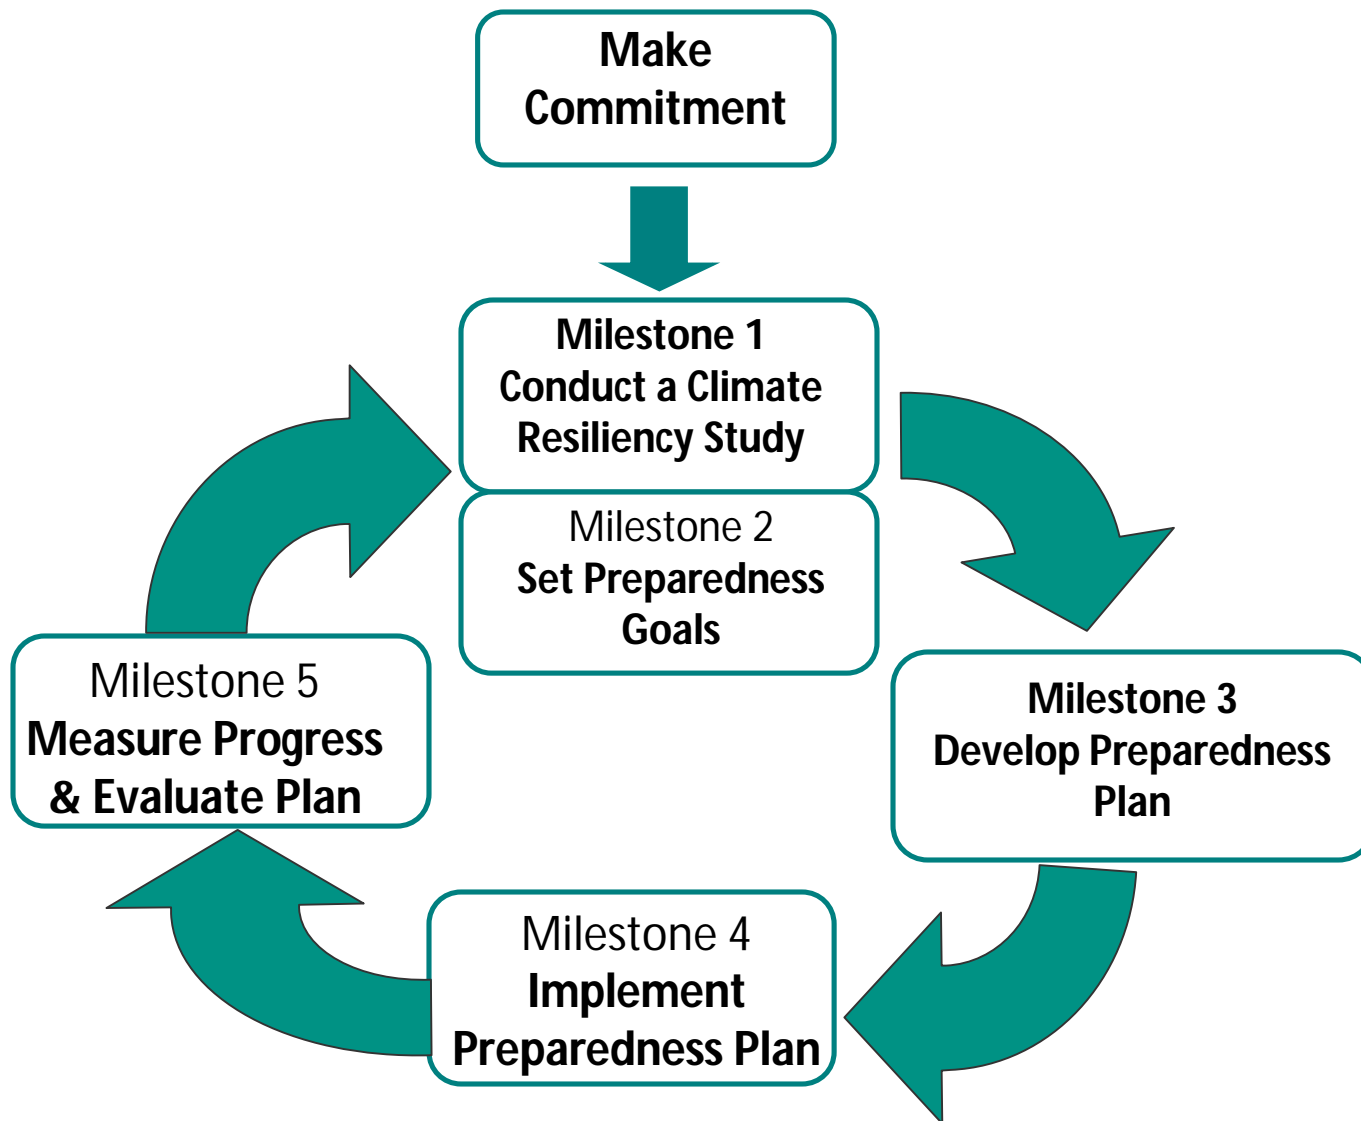 Make
Commitment
Milestone 1
Conduct a Climate
Resiliency Study
Milestone 2
Set Preparedness
Goals
Milestone 3
Develop Preparedness
Plan
Milestone 4
Implement
Preparedness Plan
Milestone 5
Measure Progress
& Evaluate Plan